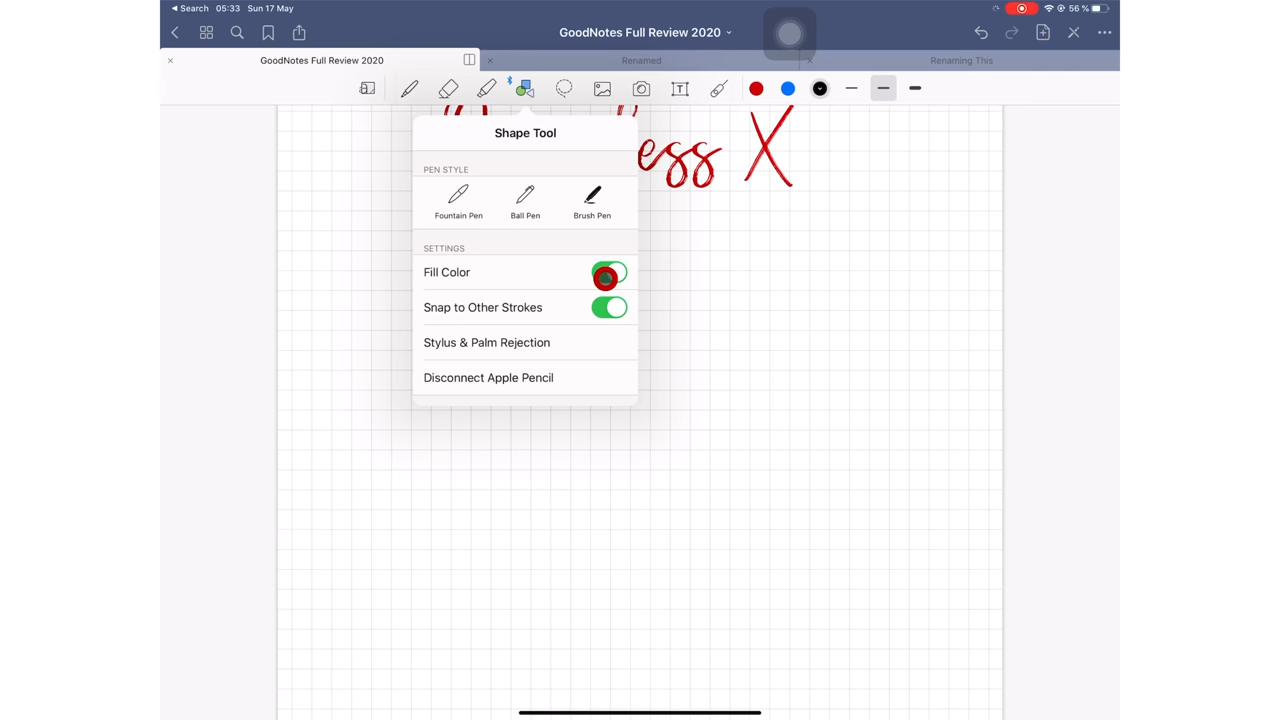 Search 05:33 Sun 17 May 56 %
GoodNotes Full Review 2020
GoodNotes Full Review 2020 Renamed Renaming This
ess X
Shape Tool
PEN STYLE
Fountain Pen Ball Pen Brush Pen
SETTINGS
Fill Color
Snap to Other Strokes
Stylus & Palm Rejection
Disconnect Apple Pencil